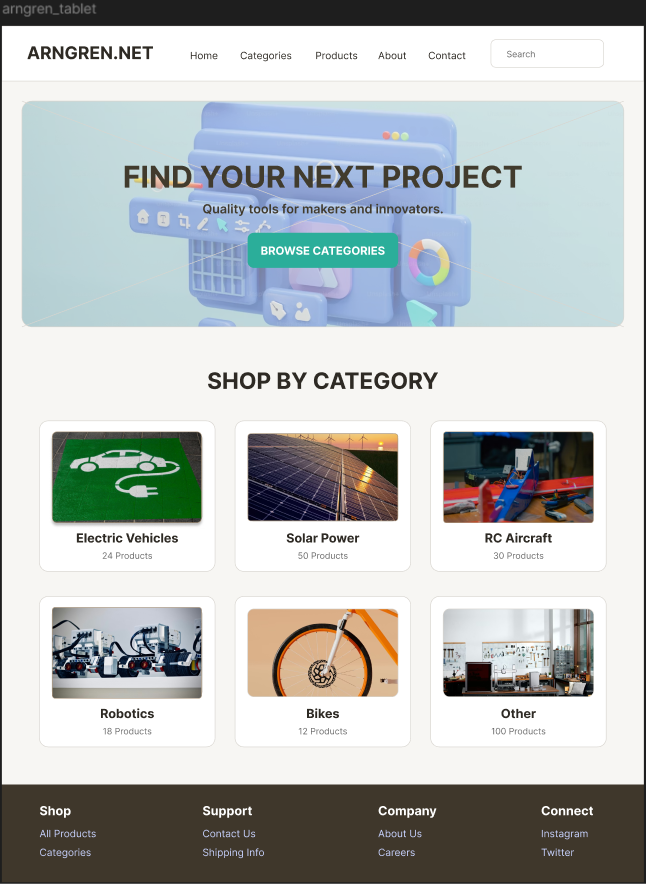 arngren_tablet
ARNGREN.NET Home Categories Products About Contact Search
FIND YOUR NEXT PROJECT
Quality tools for makers and innovators.
BROWSE CATEGORIES
SHOP BY CATEGORY
Electric Vehicles Solar Power RC Aircraft
24 Products 50 Products 30 Products
Robotics Bikes Other
18 Products 12 Products 100 Products
Shop Support Company Connect
All Products Contact Us About Us Instagram
Categories Shipping Info Careers Twitter